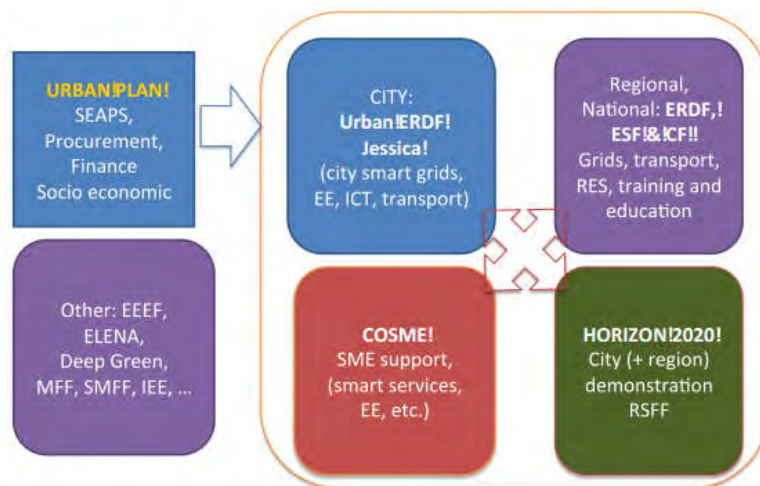 URBAN!PLAN!
SEAPS,
Procurement,
Finance
Socio economic
Other: EEEF,
ELENA,
Deep Green,
MFF, SMFF, IEE, ...
CITY:
Urban!ERDF!
Jessica!
(city smart grids,
EE, ICT, transport)
Regional,
National: ERDF,!
ESF!&!CF!!
Grids, transport,
RES, training and
education
COSME!
SME support,
(smart services,
EE, etc.)
HORIZON!2020!
City (+ region)
demonstration
RSFF